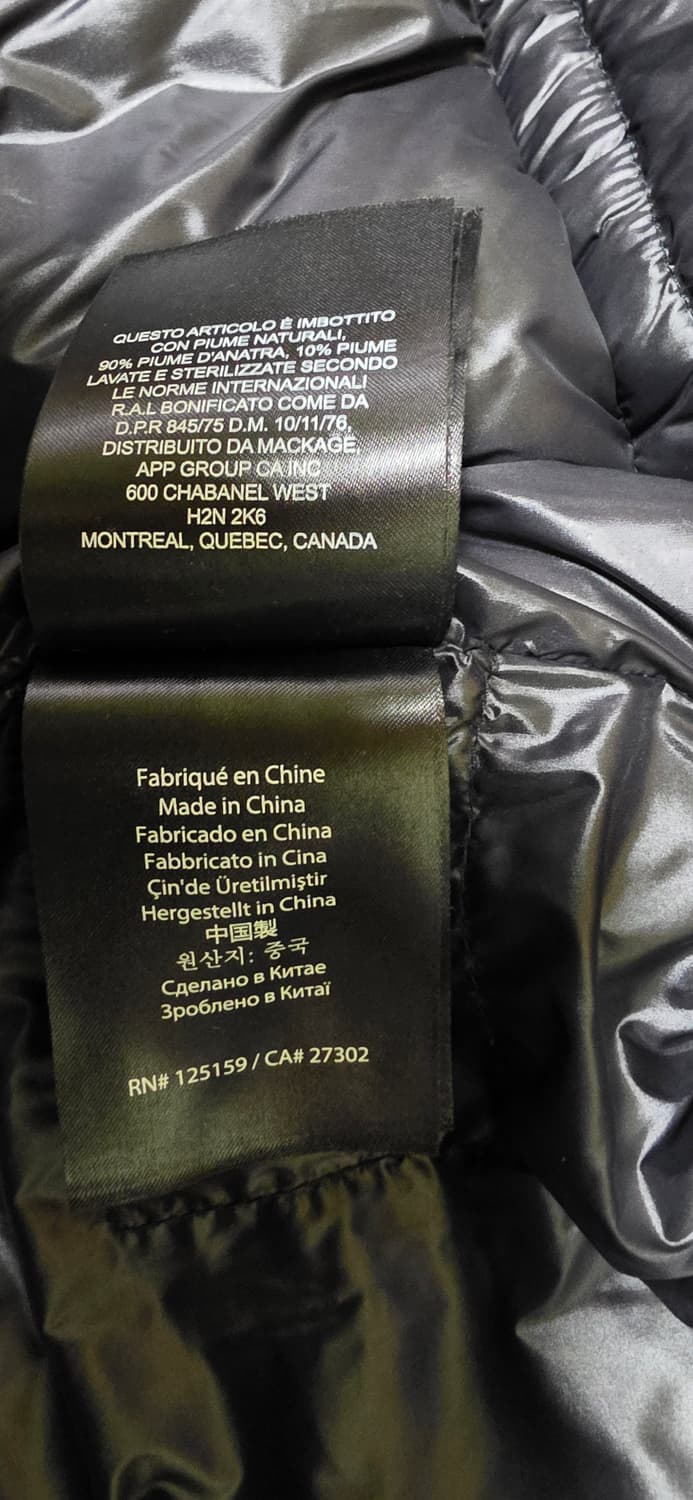 QUESTO ARTICOLO È IMBOTTITO
CON PIUME NATURALI,
90% PIUME D'ANATRA, 10% PIUME
LAVATE E STERILIZZATE SECONDO
LE NORME INTERNAZIONALI
R.A.L BONIFICATO COME DA
D.P.R 845/75 D.M. 10/11/76,
DISTRIBUITO DA MACKAGE,
APP GROUP CA INC
600 CHABANEL WEST
H2N 2K6
MONTREAL, QUEBEC, CANADA
Fabriqué en Chine
Made in China
Fabricado en China
Fabbricato in Cina
Çin'de Üretilmiştir
Hergestellt in China
中国製
원산지: 중국
Сделано в Китае
Зроблено в Китаї
RN# 125159 / CA# 27302